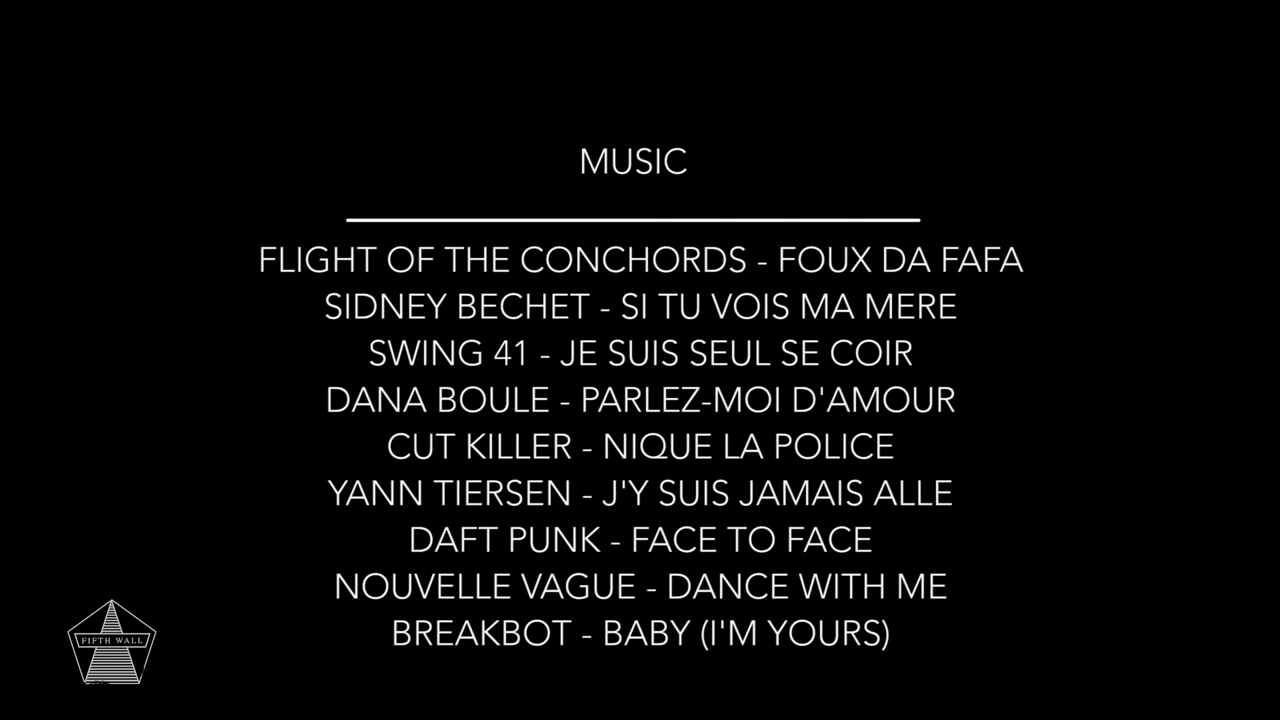 MUSIC
FLIGHT OF THE CONCHORDS - FOUX DA FAFA
SIDNEY BECHET - SI TU VOIS MA MERE
SWING 41 - JE SUIS SEUL SE COIR
DANA BOULE - PARLEZ-MOI D'AMOUR
CUT KILLER - NIQUE LA POLICE
YANN TIERSEN - J'Y SUIS JAMAIS ALLE
DAFT PUNK - FACE TO FACE
NOUVELLE VAGUE - DANCE WITH ME
BREAKBOT - BABY (I'M YOURS)
FIFTH WALL